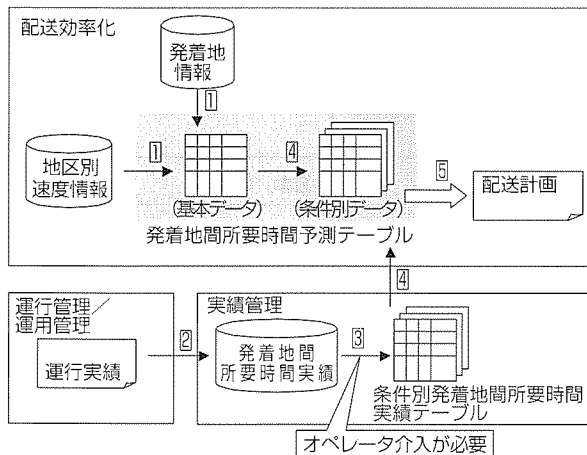 配送効率化
発着地
情報
1
地区別
速度情報
1
4
5
配送計画
(基本データ)
(条件別データ)
発着地間所要時間予測テーブル
4
運行管理／
運用管理
運行実績
2
実績管理
発着地間
所要時間実績
3
条件別発着地間所要時間
実績テーブル
オペレータ介入が必要